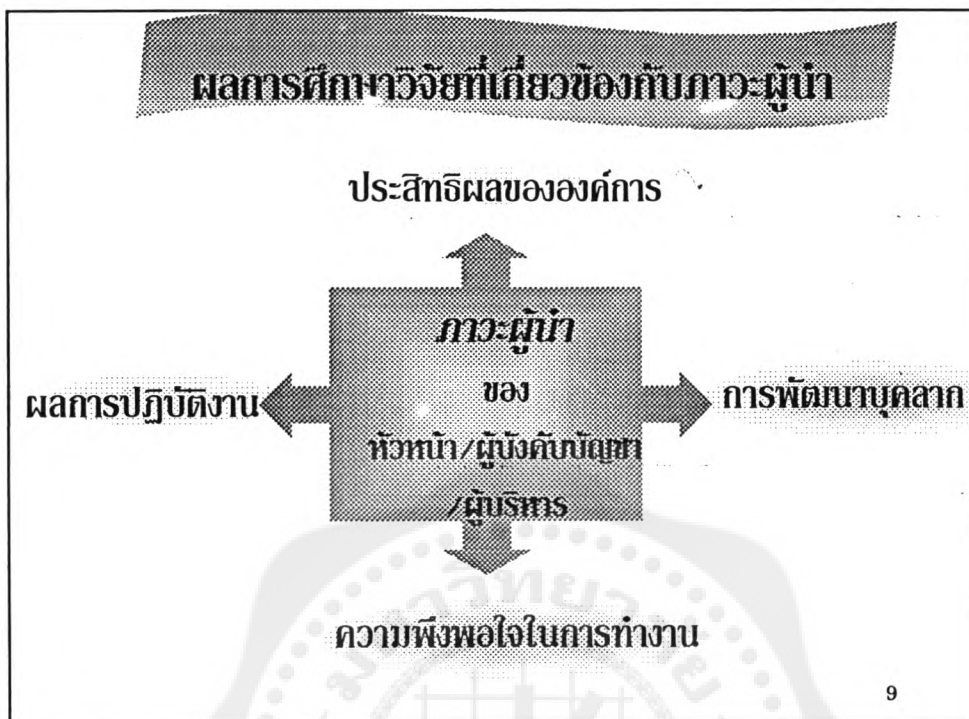 ผลการศึกษาวิจัยที่เกี่ยวข้องกับภาวะผู้นำ
ประสิทธิผลขององค์การ
ภาวะผู้นำ
ของ
หัวหน้า/ผู้บังคับบัญชา
/ผู้บริหาร
ผลการปฏิบัติงาน
การพัฒนาบุคลาก
ความพึงพอใจในการทำงาน
9